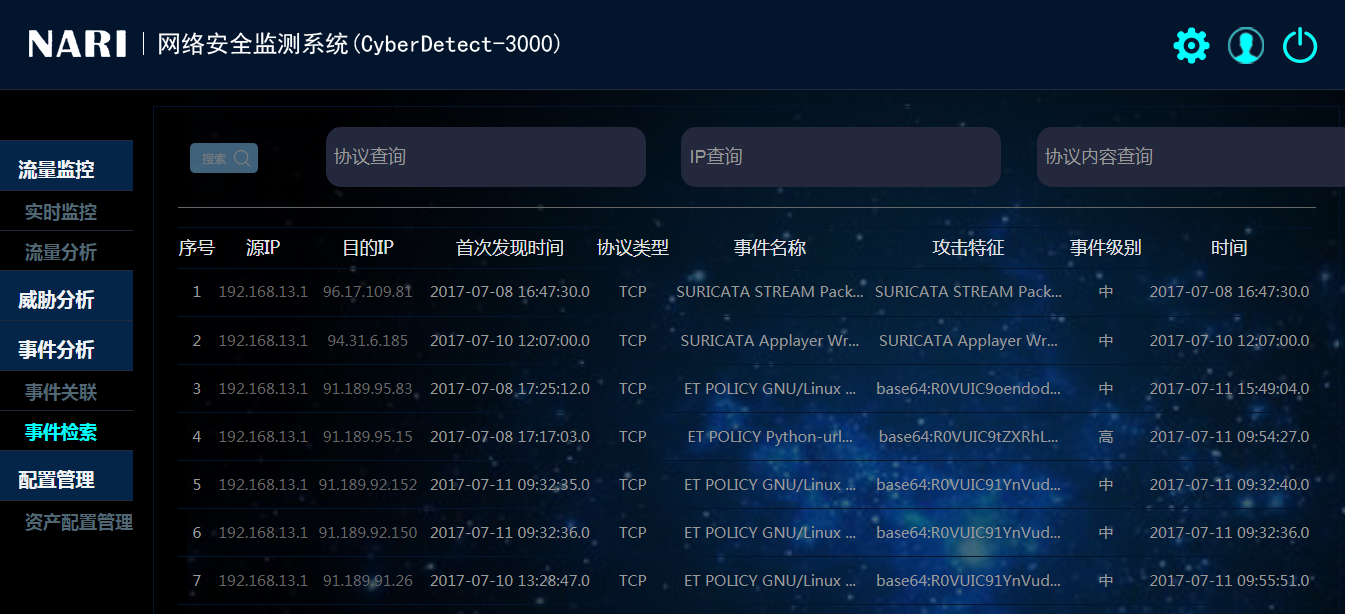 NARI 网络安全监测系统(CyberDetect-3000)
搜索 协议查询 IP查询 协议内容查询
流量监控
实时监控
流量分析
威胁分析
事件分析
事件关联
事件检索
配置管理
资产配置管理
序号 源IP 目的IP 首次发现时间 协议类型 事件名称 攻击特征 事件级别 时间
1 192.168.13.1 96.17.109.81 2017-07-08 16:47:30.0 TCP SURICATA STREAM Pack... SURICATA STREAM Pack... 中 2017-07-08 16:47:30.0
2 192.168.13.1 94.31.6.185 2017-07-10 12:07:00.0 TCP SURICATA Applayer Wr... SURICATA Applayer Wr... 中 2017-07-10 12:07:00.0
3 192.168.13.1 91.189.95.83 2017-07-08 17:25:12.0 TCP ET POLICY GNU/Linux ... base64:R0VUIC9oendod... 中 2017-07-11 15:49:04.0
4 192.168.13.1 91.189.95.15 2017-07-08 17:17:03.0 TCP ET POLICY Python-url... base64:R0VUIC9tZXRhL... 高 2017-07-11 09:54:27.0
5 192.168.13.1 91.189.92.152 2017-07-11 09:32:35.0 TCP ET POLICY GNU/Linux ... base64:R0VUIC91YnVud... 中 2017-07-11 09:32:40.0
6 192.168.13.1 91.189.92.150 2017-07-11 09:32:36.0 TCP ET POLICY GNU/Linux ... base64:R0VUIC91YnVud... 中 2017-07-11 09:32:36.0
7 192.168.13.1 91.189.91.26 2017-07-10 13:28:47.0 TCP ET POLICY GNU/Linux ... base64:R0VUIC91YnVud... 中 2017-07-11 09:55:51.0